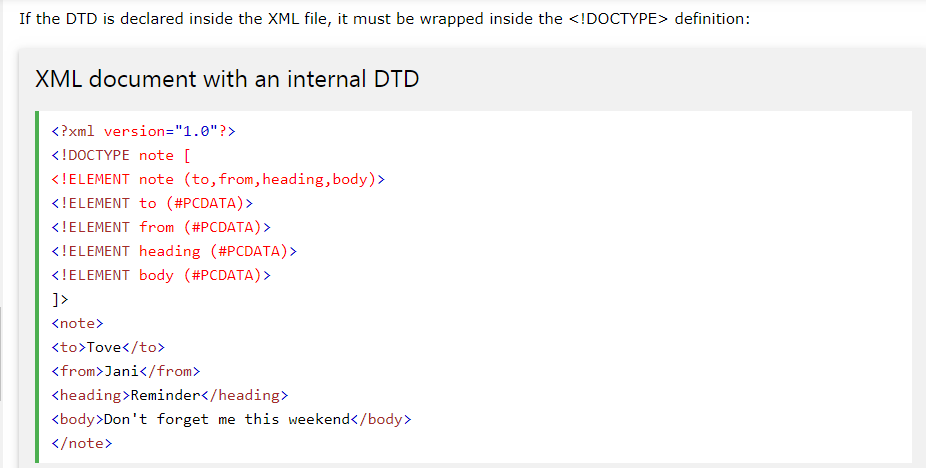 If the DTD is declared inside the XML file, it must be wrapped inside the <!DOCTYPE> definition:
XML document with an internal DTD
<?xml version="1.0"?>
<!DOCTYPE note [
<!ELEMENT note (to,from,heading,body)>
<!ELEMENT to (#PCDATA)>
<!ELEMENT from (#PCDATA)>
<!ELEMENT heading (#PCDATA)>
<!ELEMENT body (#PCDATA)>
]>
<note>
<to>Tove</to>
<from>Jani</from>
<heading>Reminder</heading>
<body>Don't forget me this weekend</body>
</note>